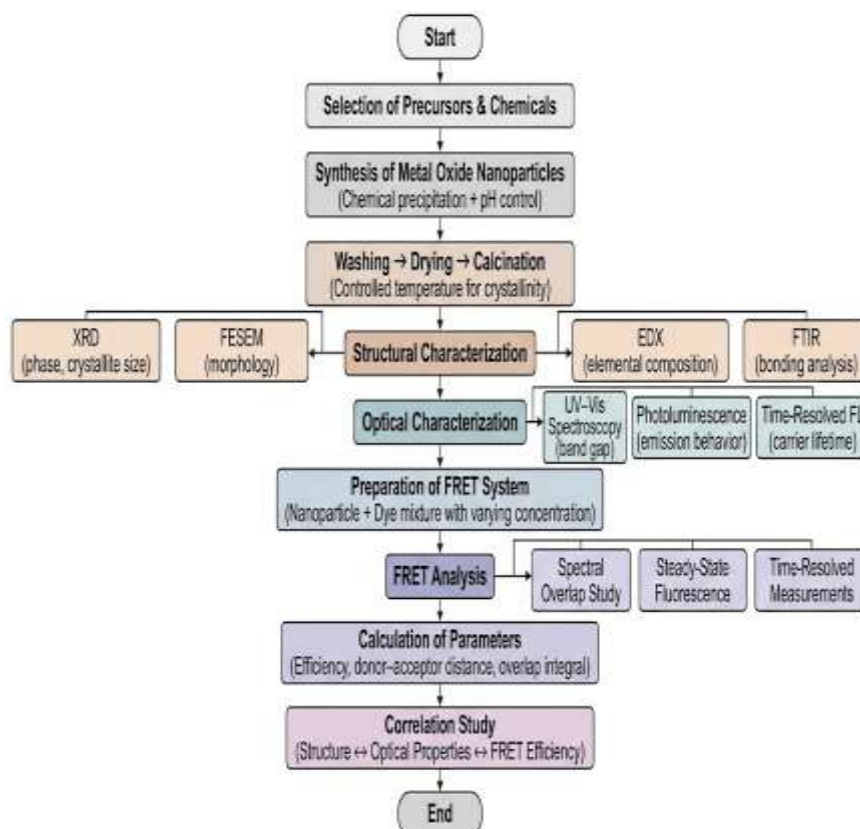 Start
Selection of Precursors & Chemicals
Synthesis of Metal Oxide Nanoparticles
(Chemical precipitation + pH control)
Washing → Drying → Calcination
(Controlled temperature for crystallinity)
XRD
(phase, crystallite size)
FESEM
(morphology)
Structural Characterization
EDX
(elemental composition)
FTIR
(bonding analysis)
Optical Characterization
UV–Vis
Spectroscopy
(band gap)
Photoluminescence
(emission behavior)
Time-Resolved FL
(carrier lifetime)
Preparation of FRET System
(Nanoparticle + Dye mixture with varying concentration)
FRET Analysis
Spectral
Overlap Study
Steady-State
Fluorescence
Time-Resolved
Measurements
Calculation of Parameters
(Efficiency, donor–acceptor distance, overlap integral)
Correlation Study
(Structure ↔ Optical Properties ↔ FRET Efficiency)
End